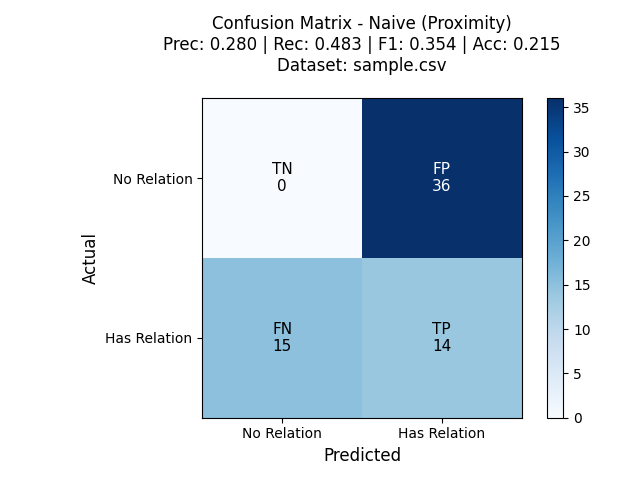 Confusion Matrix - Naive (Proximity)
Prec: 0.280 | Rec: 0.483 | F1: 0.354 | Acc: 0.215
Dataset: sample.csv
No Relation
Has Relation
Actual
TN
0
FP
36
FN
15
TP
14
No Relation
Has Relation
Predicted
35
30
25
20
15
10
5
0